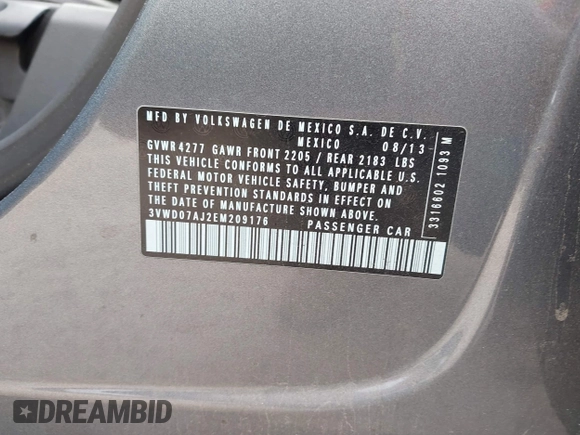 MFD BY VOLKSWAGEN DE MEXICO S.A. DE C.V.
MEXICO 08/13
GVWR 4277 GAWR FRONT 2205 / REAR 2183 LBS
THIS VEHICLE CONFORMS TO ALL APPLICABLE U.S.
FEDERAL MOTOR VEHICLE SAFETY, BUMPER AND
THEFT PREVENTION STANDARDS IN EFFECT ON
THE DATE OF MANUFACTURE SHOWN ABOVE.
3VWD07AJ2EM209176 PASSENGER CAR
3316602 1093 M
DREAMBID